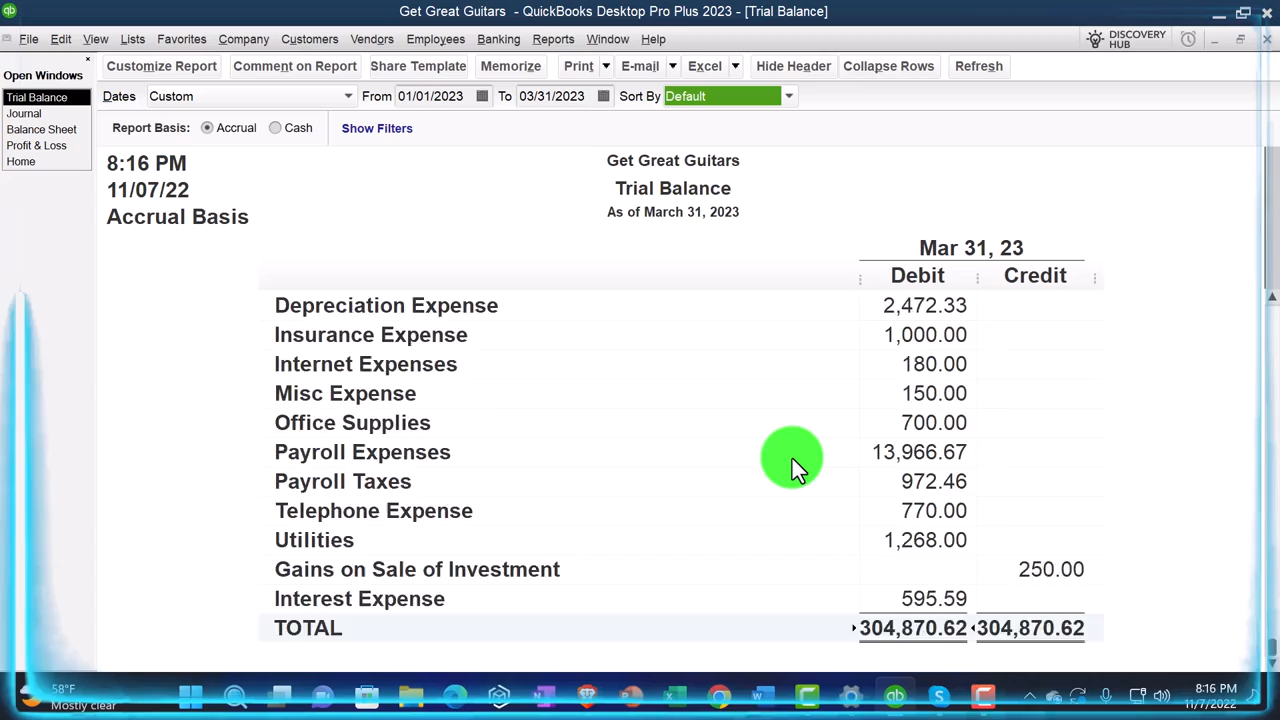 Get Great Guitars - QuickBooks Desktop Pro Plus 2023 - [Trial Balance]
File Edit View Lists Favorites Company Customers Vendors Employees Banking Reports Window Help
DISCOVERY HUB
Open Windows
Trial Balance
Journal
Balance Sheet
Profit & Loss
Home
Customize Report Comment on Report Share Template Memorize Print E-mail Excel Hide Header Collapse Rows Refresh
Dates Custom From 01/01/2023 To 03/31/2023 Sort By Default
Report Basis: Accrual Cash Show Filters
8:16 PM
11/07/22
Accrual Basis
Get Great Guitars
Trial Balance
As of March 31, 2023
Mar 31, 23
Debit Credit
Depreciation Expense 2,472.33
Insurance Expense 1,000.00
Internet Expenses 180.00
Misc Expense 150.00
Office Supplies 700.00
Payroll Expenses 13,966.67
Payroll Taxes 972.46
Telephone Expense 770.00
Utilities 1,268.00
Gains on Sale of Investment 250.00
Interest Expense 595.59
TOTAL 304,870.62 304,870.62
58°F
Mostly clear
8:16 PM
11/7/2022